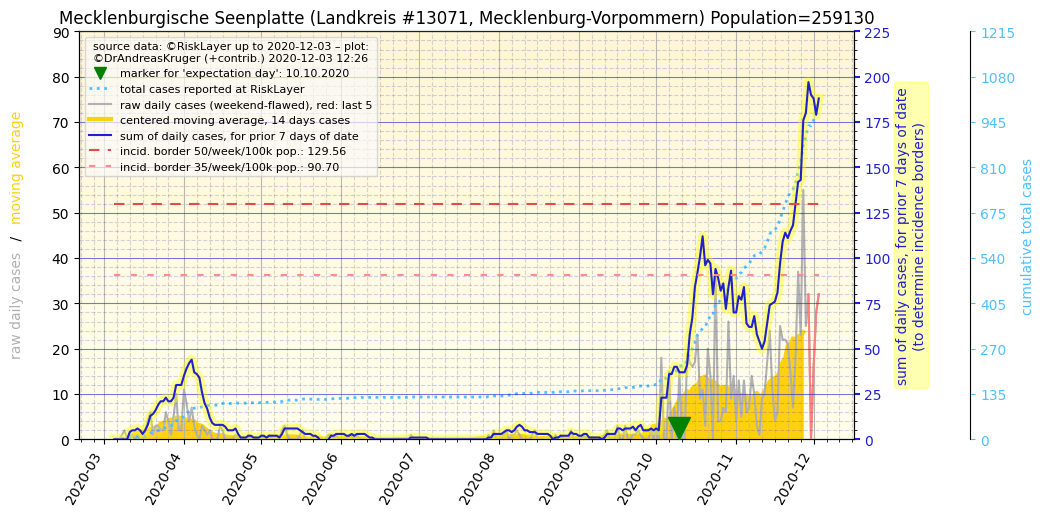 Mecklenburgische Seenplatte (Landkreis #13071, Mecklenburg-Vorpommern) Population=259130
source data: ©RiskLayer up to 2020-12-03 – plot:
©DrAndreasKruger (+contrib.) 2020-12-03 12:26
marker for 'expectation day': 10.10.2020
total cases reported at RiskLayer
raw daily cases (weekend-flawed), red: last 5
centered moving average, 14 days cases
sum of daily cases, for prior 7 days of date
incid. border 50/week/100k pop.: 129.56
incid. border 35/week/100k pop.: 90.70
raw daily cases / moving average
90
80
70
60
50
40
30
20
10
0
2020-03
2020-04
2020-05
2020-06
2020-07
2020-08
2020-09
2020-10
2020-11
2020-12
225
200
175
150
125
100
75
50
25
0
sum of daily cases, for prior 7 days of date
(to determine incidence borders)
1215
1080
945
810
675
540
405
270
135
0
cumulative total cases